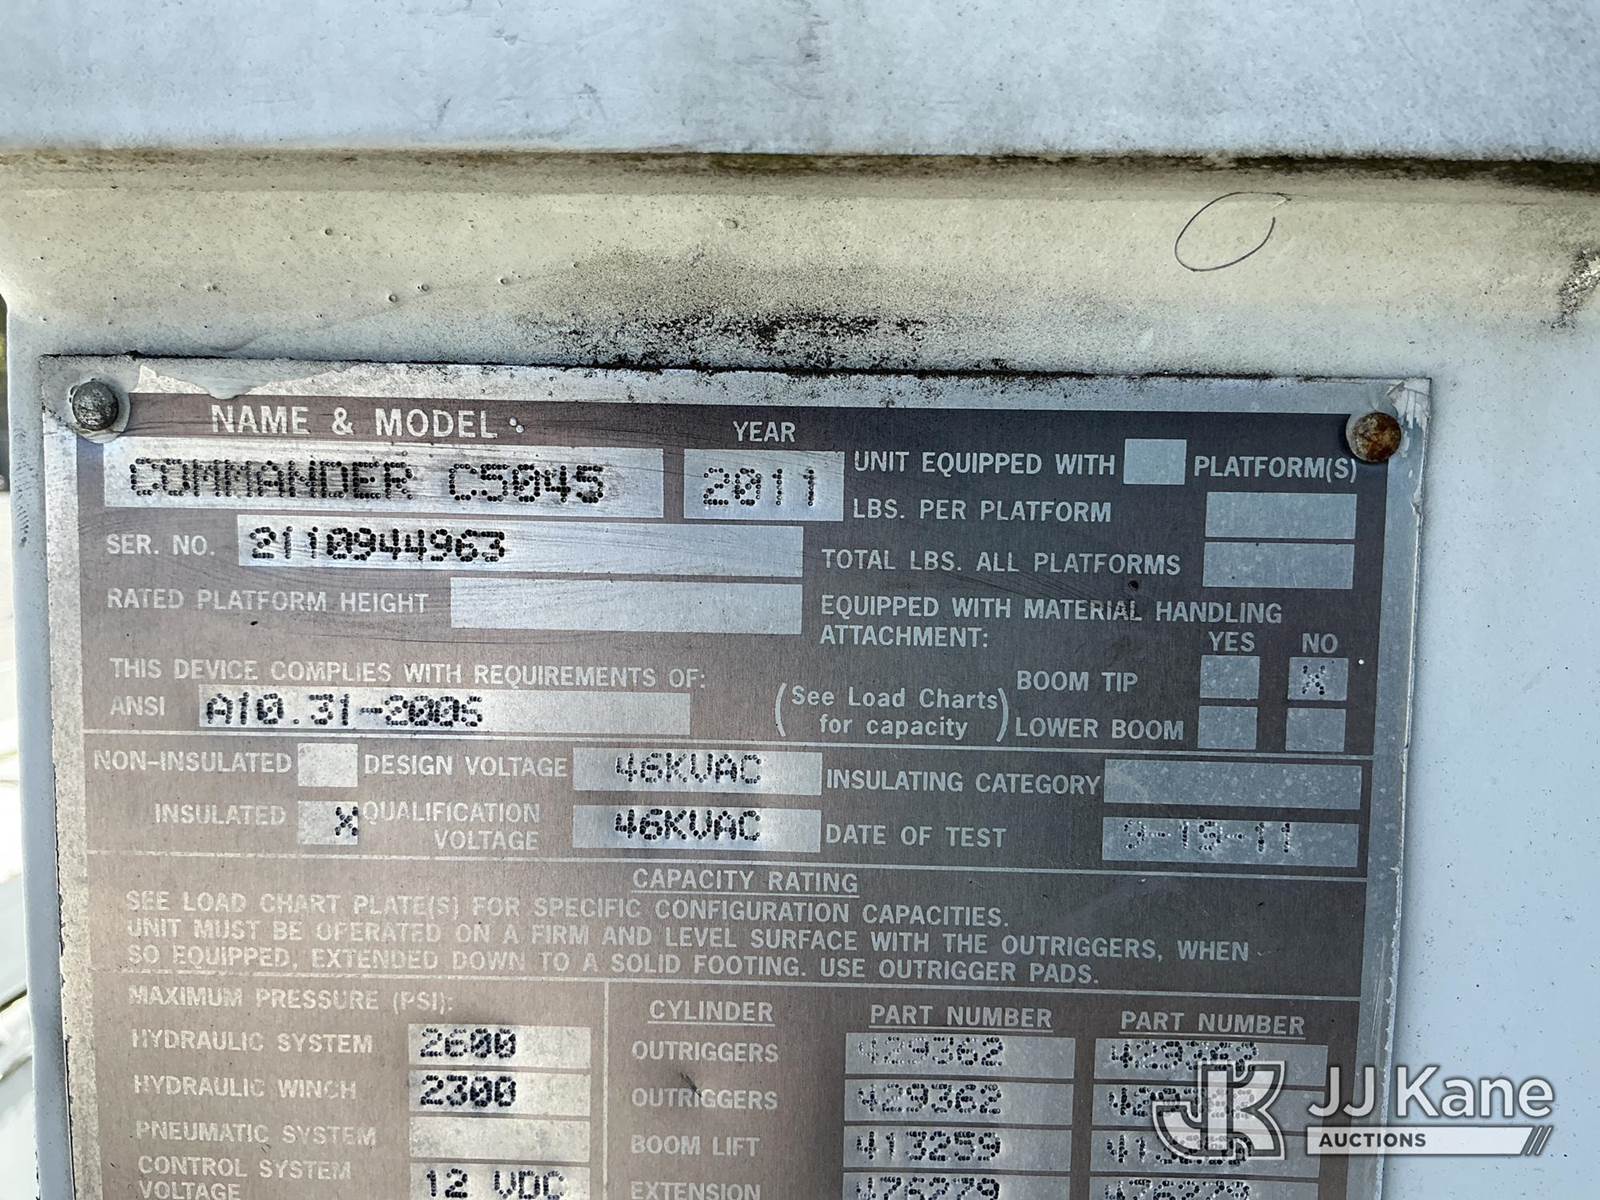 NAME & MODEL
YEAR
COMMANDER C5045
2011
UNIT EQUIPPED WITH PLATFORM(S)
LBS. PER PLATFORM
SER. NO. 2110944963
TOTAL LBS. ALL PLATFORMS
RATED PLATFORM HEIGHT
EQUIPPED WITH MATERIAL HANDLING
ATTACHMENT:
YES NO
THIS DEVICE COMPLIES WITH REQUIREMENTS OF:
ANSI A10.31-2006
(See Load Charts
for capacity)
BOOM TIP X
LOWER BOOM
NON-INSULATED
DESIGN VOLTAGE 46KVAC
INSULATING CATEGORY
INSULATED X
QUALIFICATION
VOLTAGE 46KVAC
DATE OF TEST 9-19-11
CAPACITY RATING
SEE LOAD CHART PLATE(S) FOR SPECIFIC CONFIGURATION CAPACITIES.
UNIT MUST BE OPERATED ON A FIRM AND LEVEL SURFACE WITH THE OUTRIGGERS, WHEN
SO EQUIPPED, EXTENDED DOWN TO A SOLID FOOTING. USE OUTRIGGER PADS.
MAXIMUM PRESSURE (PSI):
CYLINDER PART NUMBER PART NUMBER
HYDRAULIC SYSTEM 2600
OUTRIGGERS 429362 429362
HYDRAULIC WINCH 2300
OUTRIGGERS 429362
PNEUMATIC SYSTEM
BOOM LIFT 413259
CONTROL SYSTEM
VOLTAGE 12 VDC
EXTENSION 476279 476279
JJ Kane
AUCTIONS